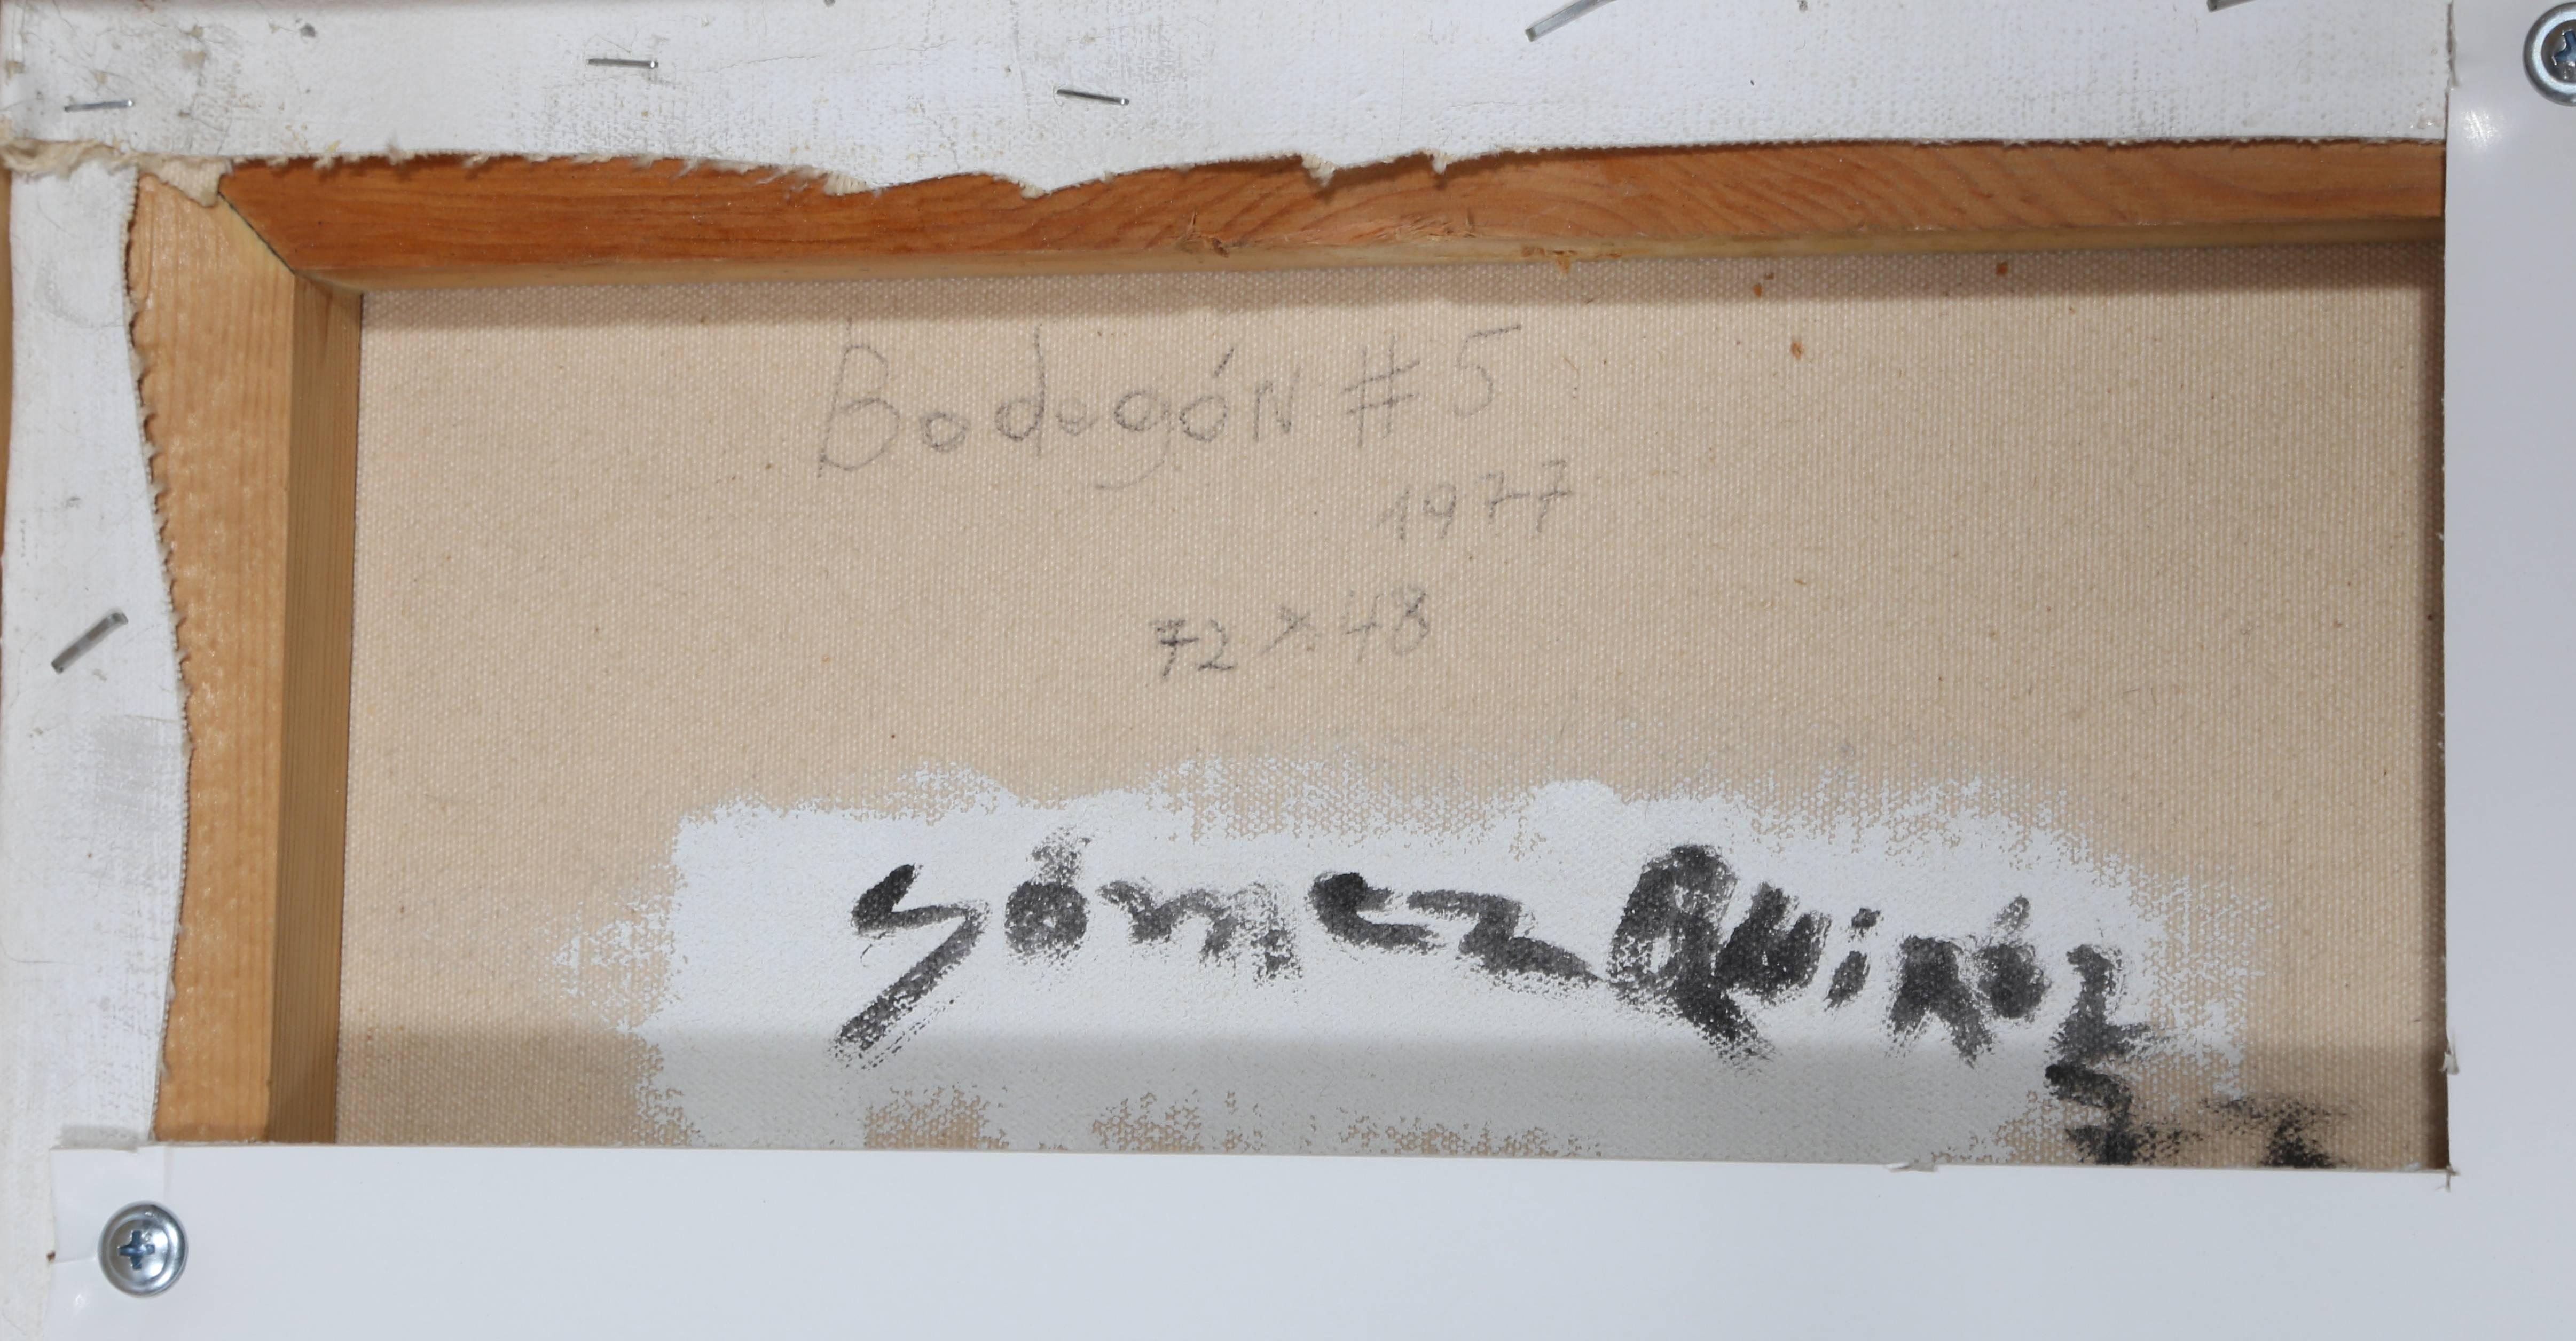 Bodegón #5
1977
72 x 48
Gómez Quiróz